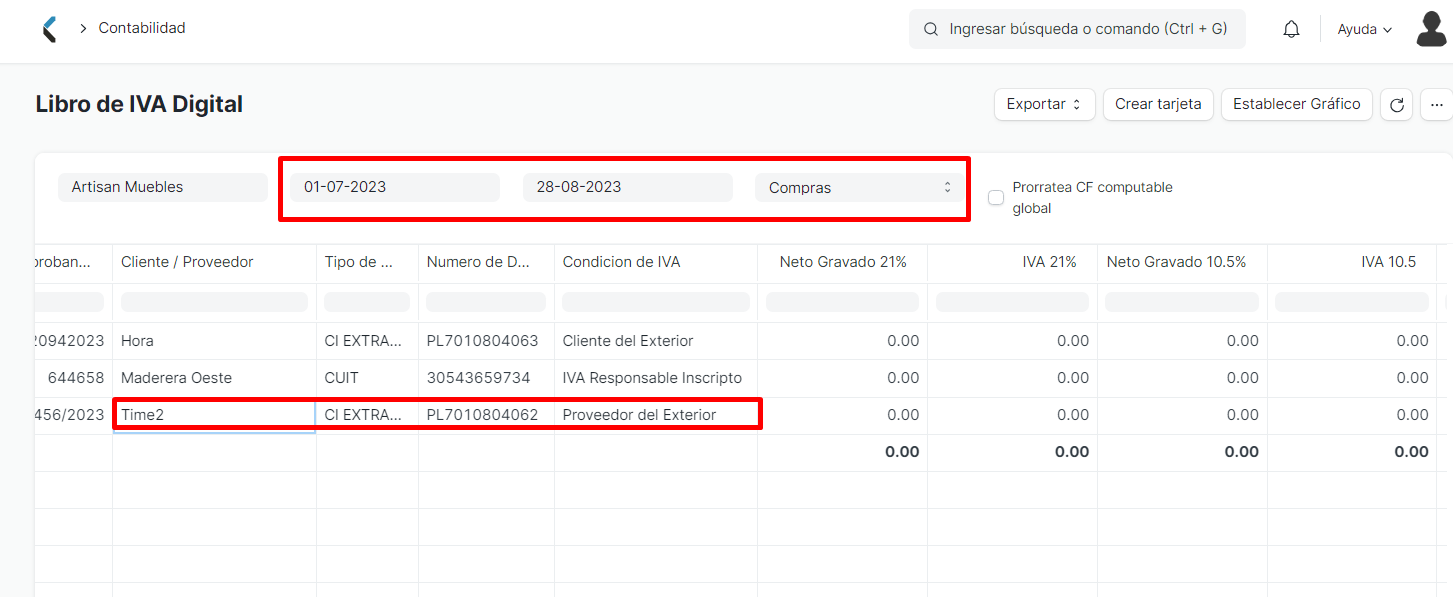 Contabilidad
Ingresar búsqueda o comando (Ctrl + G)
Ayuda
Libro de IVA Digital
Exportar
Crear tarjeta
Establecer Gráfico
Artisan Muebles
01-07-2023
28-08-2023
Compras
Prorratea CF computable
global
proban... Cliente / Proveedor Tipo de ... Numero de D... Condicion de IVA Neto Gravado 21% IVA 21% Neto Gravado 10.5% IVA 10.5
20942023 Hora CI EXTRA... PL7010804063 Cliente del Exterior 0.00 0.00 0.00 0.00
644658 Maderera Oeste CUIT 30543659734 IVA Responsable Inscripto 0.00 0.00 0.00 0.00
456/2023 Time2 CI EXTRA... PL7010804062 Proveedor del Exterior 0.00 0.00 0.00 0.00
0.00 0.00 0.00 0.00